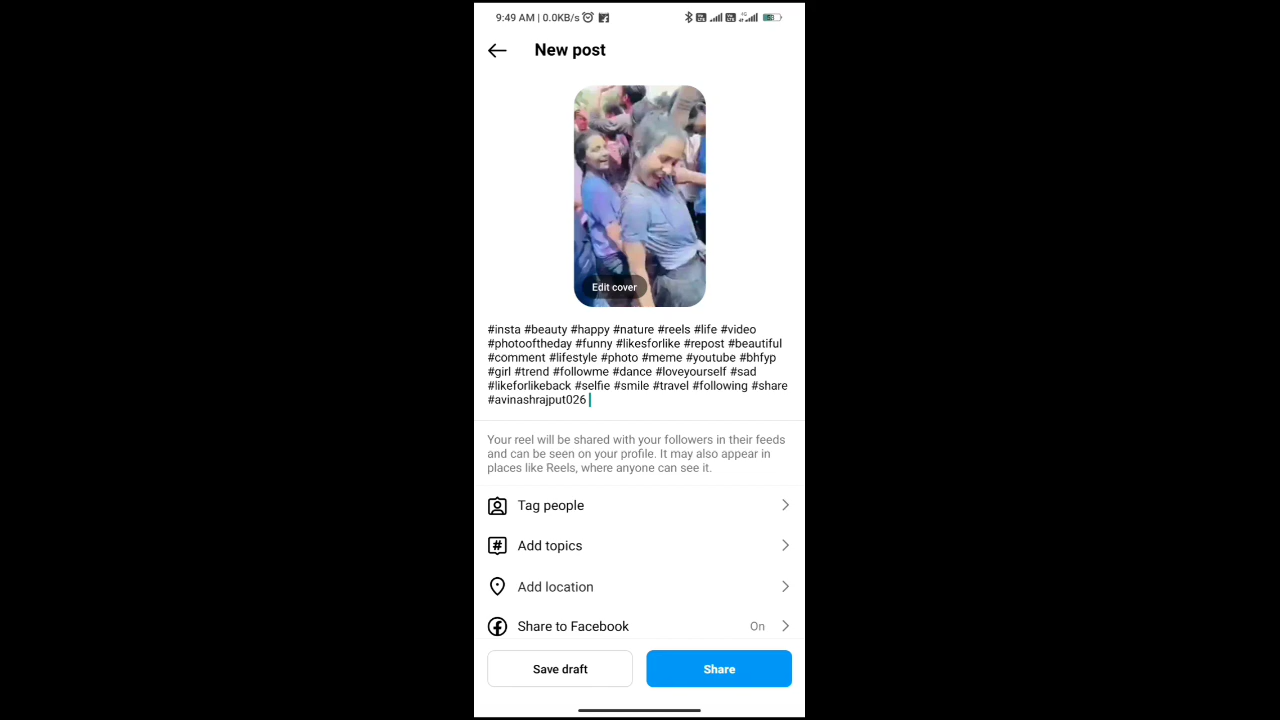 9:49 AM | 0.0KB/s
New post
Edit cover
#insta #beauty #happy #nature #reels #life #video
#photooftheday #funny #likesforlike #repost #beautiful
#comment #lifestyle #photo #meme #youtube #bhfyp
#girl #trend #followme #dance #loveyourself #sad
#likeforlikeback #selfie #smile #travel #following #share
#avinashrajput026
Your reel will be shared with your followers in their feeds
and can be seen on your profile. It may also appear in
places like Reels, where anyone can see it.
Tag people
Add topics
Add location
Share to Facebook On
Save draft Share